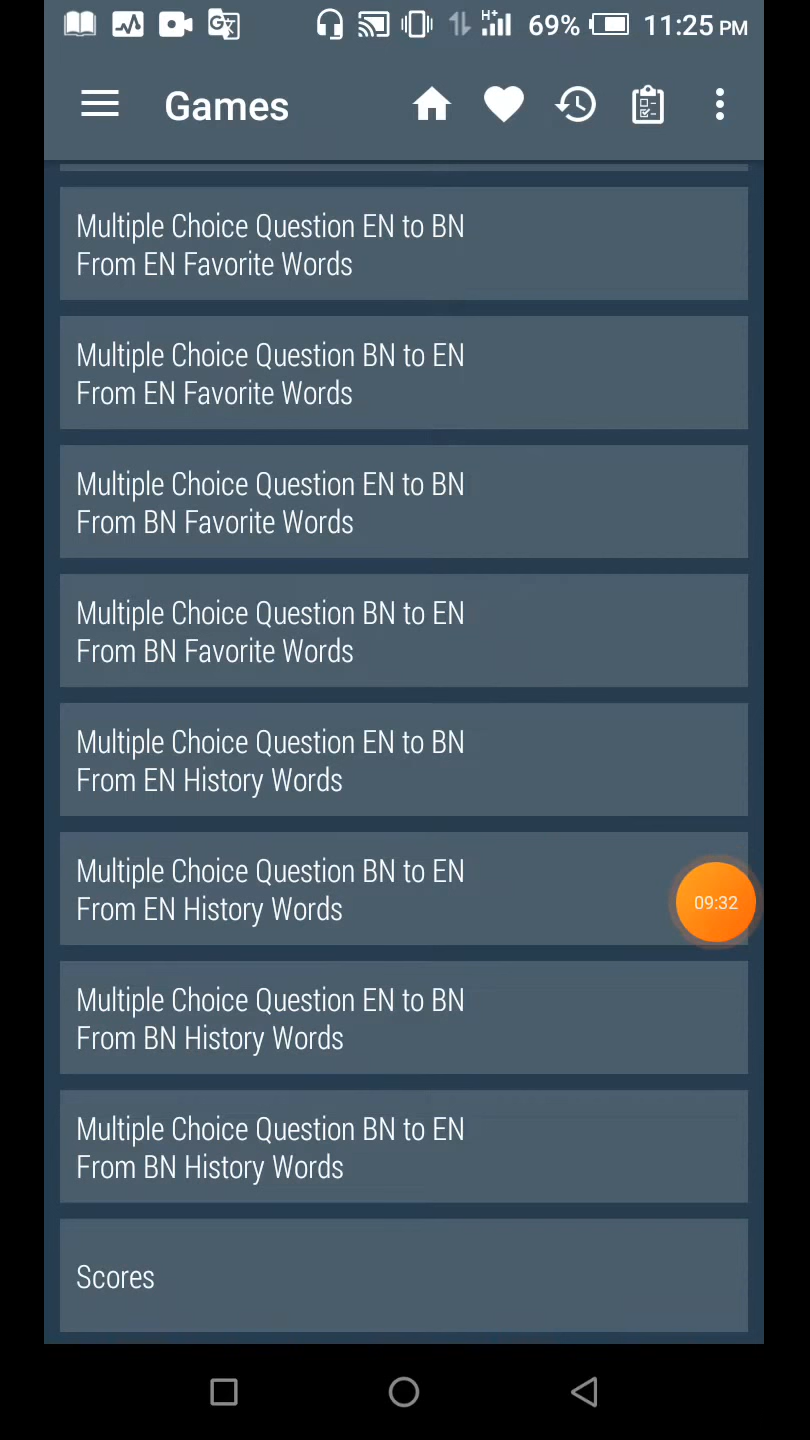 H+ 69% 11:25 PM
Games
Multiple Choice Question EN to BN
From EN Favorite Words
Multiple Choice Question BN to EN
From EN Favorite Words
Multiple Choice Question EN to BN
From BN Favorite Words
Multiple Choice Question BN to EN
From BN Favorite Words
Multiple Choice Question EN to BN
From EN History Words
Multiple Choice Question BN to EN
From EN History Words
09:32
Multiple Choice Question EN to BN
From BN History Words
Multiple Choice Question BN to EN
From BN History Words
Scores